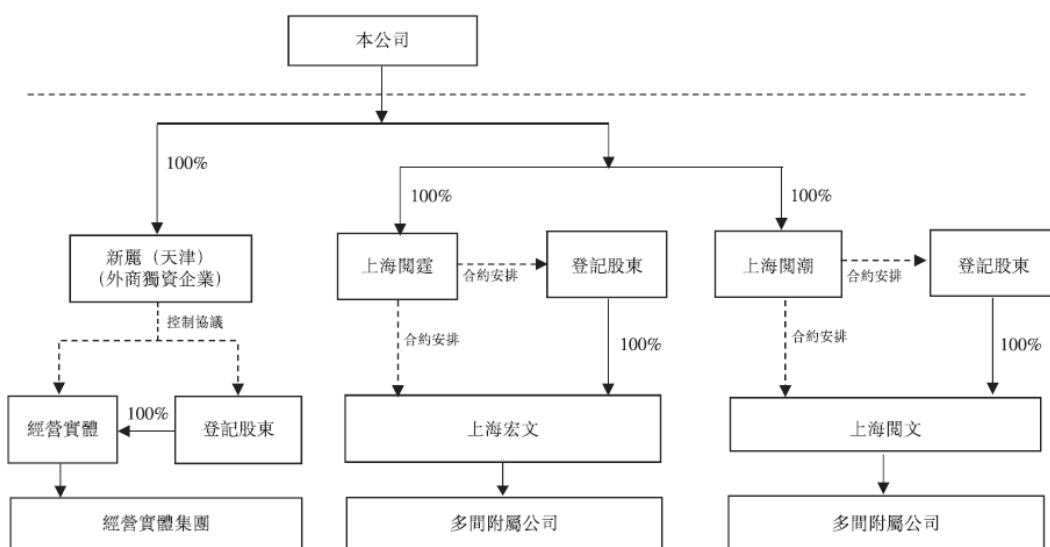 本公司
100%
100%
100%
新麗（天津）
（外商獨資企業）
上海閱霆
合約安排
登記股東
上海閱潮
合約安排
登記股東
控制協議
合約安排
100%
合約安排
100%
經營實體
100%
登記股東
上海宏文
上海閱文
經營實體集團
多間附屬公司
多間附屬公司